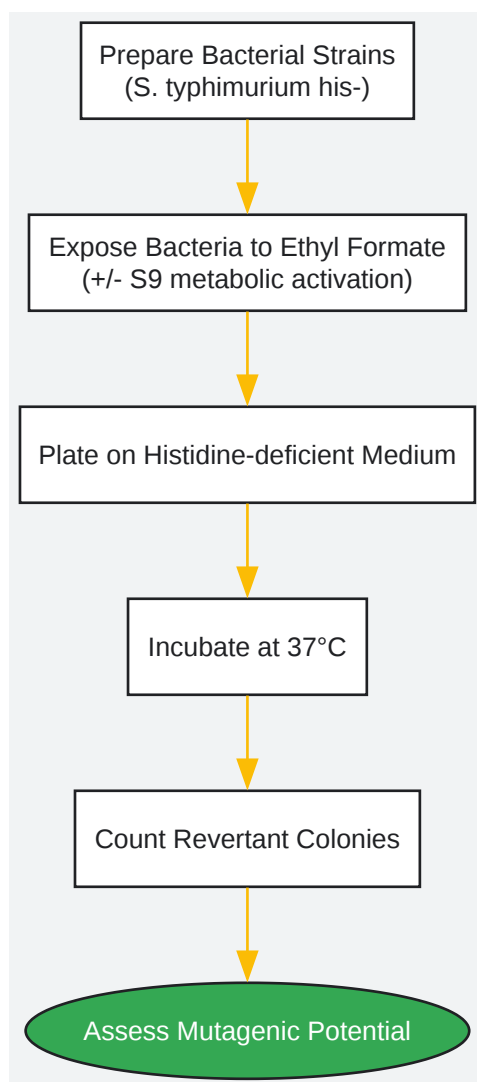 Prepare Bacterial Strains
(S. typhimurium his-)
Expose Bacteria to Ethyl Formate
(+/- S9 metabolic activation)
Plate on Histidine-deficient Medium
Incubate at 37°C
Count Revertant Colonies
Assess Mutagenic Potential